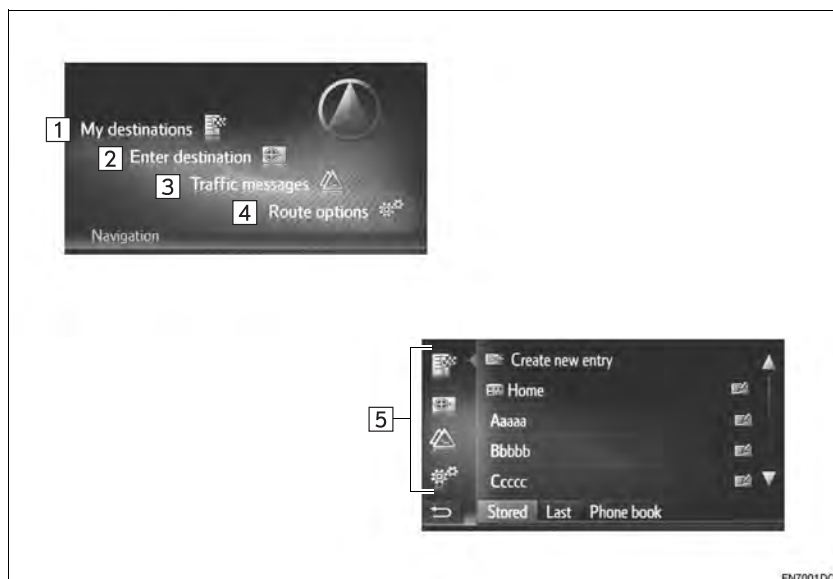 1 My destinations
2 Enter destination
3 Traffic messages
4 Route options
Navigation
5
Create new entry
Home
Aaaaa
Bbbbb
Ccccc
Stored Last Phone book